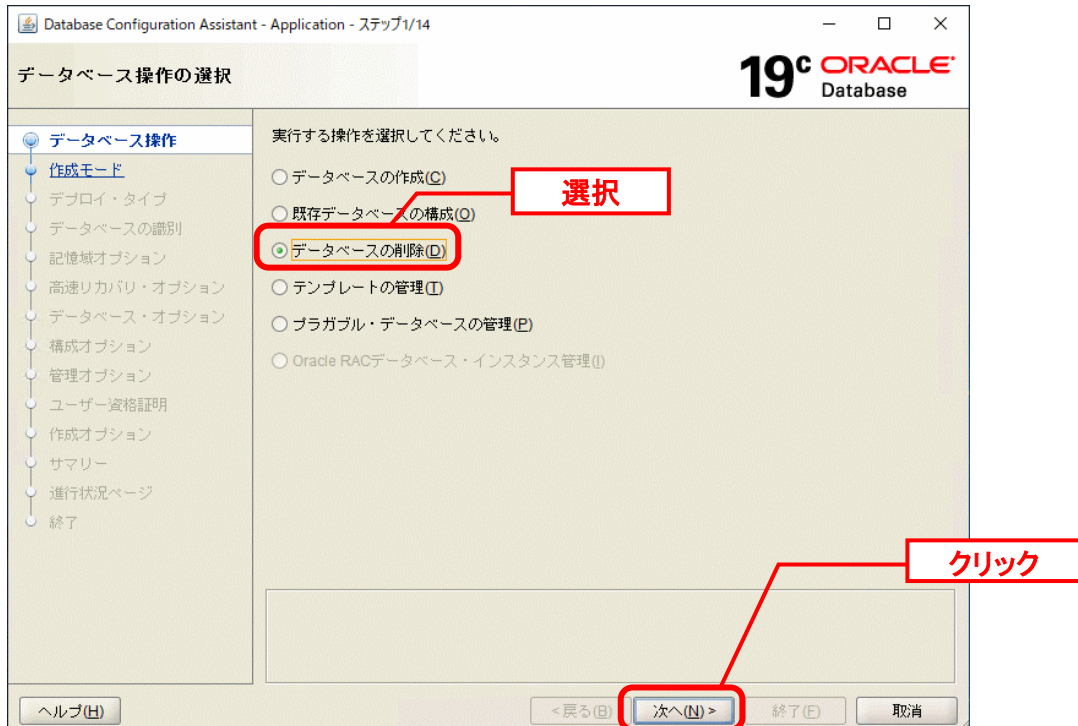 Database Configuration Assistant - Application - ステップ1/14
データベース操作の選択
19c ORACLE
Database
データベース操作
作成モード
デプロイ・タイプ
データベースの識別
記憶域オプション
高速リカバリ・オプション
データベース・オプション
構成オプション
管理オプション
ユーザー資格証明
作成オプション
サマリー
進行状況ページ
終了
実行する操作を選択してください。
データベースの作成(C)
選択
既存データベースの構成(O)
データベースの削除(D)
テンプレートの管理(T)
プラガブル・データベースの管理(P)
Oracle RACデータベース・インスタンス管理(I)
クリック
ヘルプ(H)
<戻る(B)
次へ(N) >
終了(F)
取消